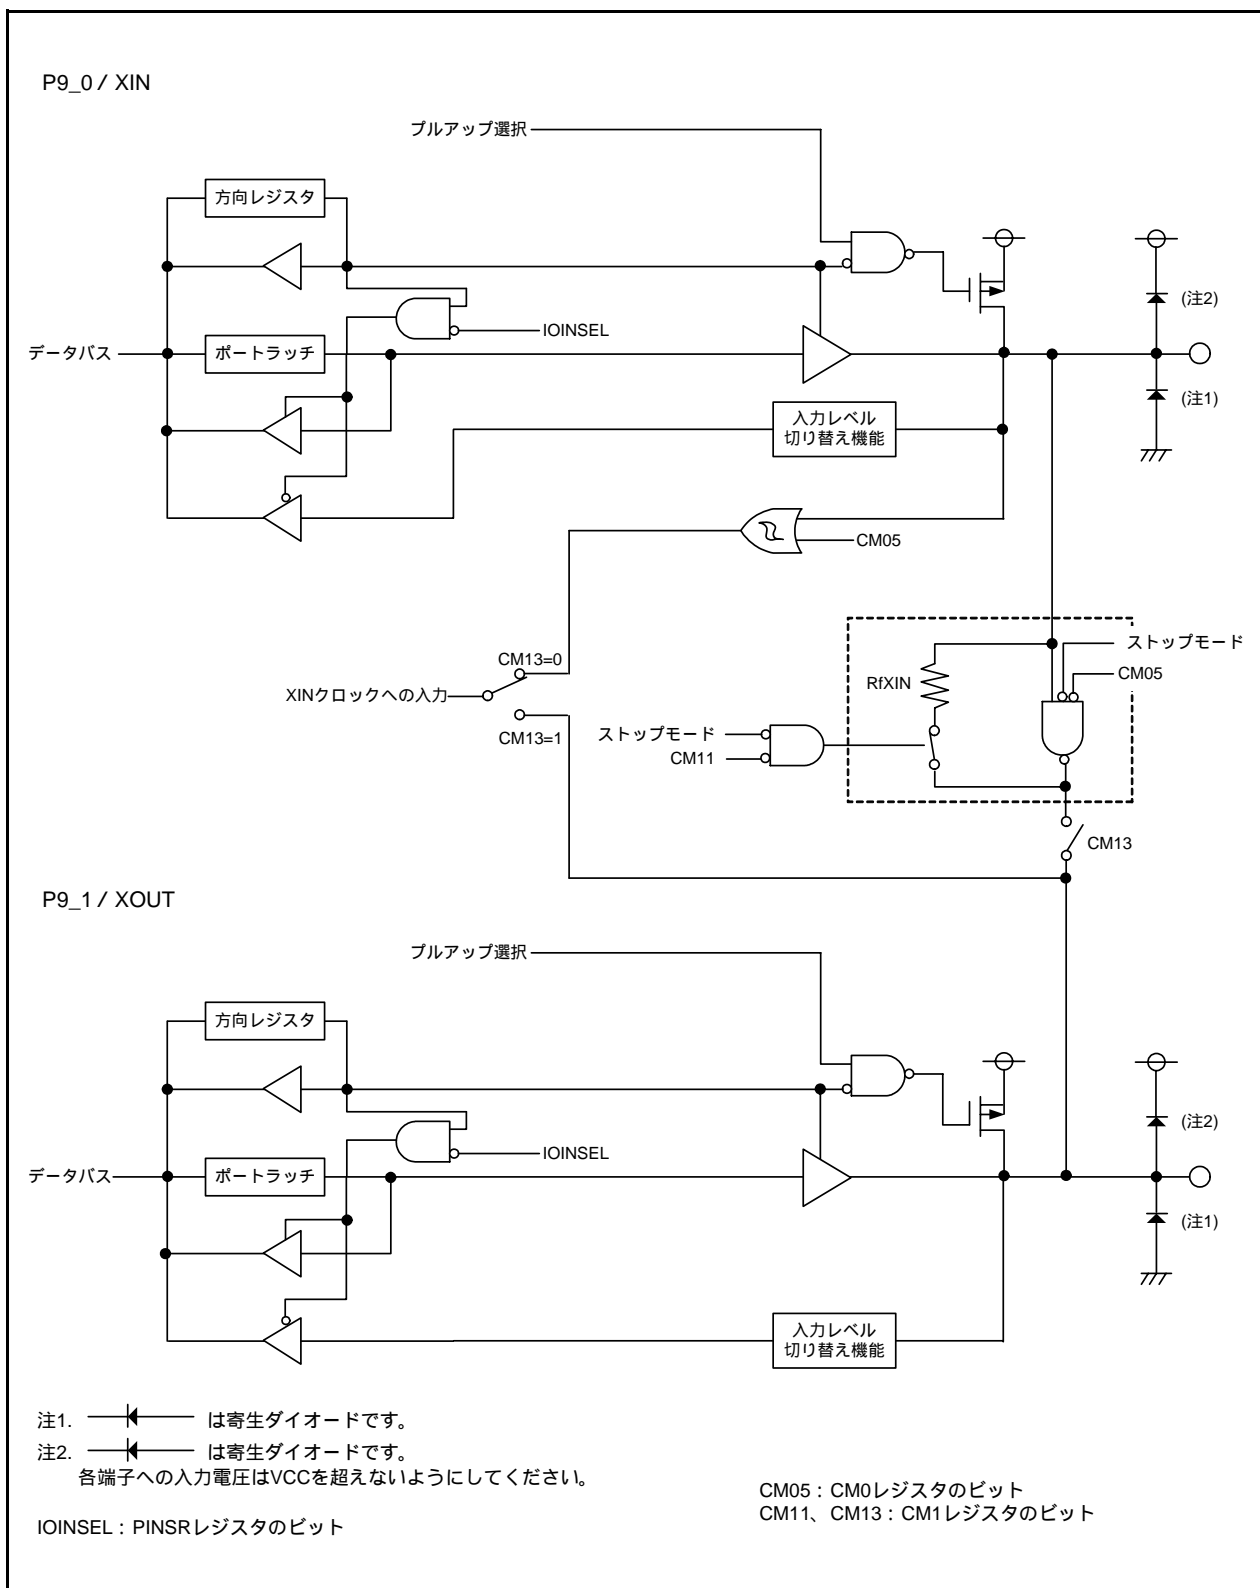 P9_0 / XIN
プルアップ選択
方向レジスタ
(注2)
IOINSEL
データバス
ポートラッチ
(注1)
入力レベル
切り替え機能
CM05
ストップモード
CM13=0
CM05
RfXIN
XINクロックへの入力
ストップモード
CM13=1
CM11
CM13
P9_1 / XOUT
プルアップ選択
方向レジスタ
(注2)
IOINSEL
データバス
ポートラッチ
(注1)
入力レベル
切り替え機能
注1. は寄生ダイオードです。
注2. は寄生ダイオードです。
各端子への入力電圧はVCCを超えないようにしてください。
CM05：CM0レジスタのビット
CM11、CM13：CM1レジスタのビット
IOINSEL：PINSRレジスタのビット